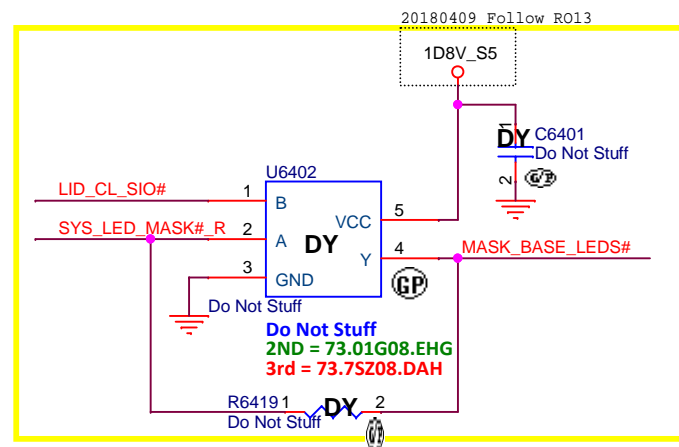 20180409 Follow RO13
1D8V_S5
1
DY
C6401
Do Not Stuff
2
G/P
U6402
LID_CL_SIO#
1
B
SYS_LED_MASK#_R
2
A
DY
VCC
5
Y
4
MASK_BASE_LEDS#
3
GND
GP
Do Not Stuff
Do Not Stuff
2ND = 73.01G08.EHG
3rd = 73.7SZ08.DAH
R6419
1
DY
2
Do Not Stuff
G/P